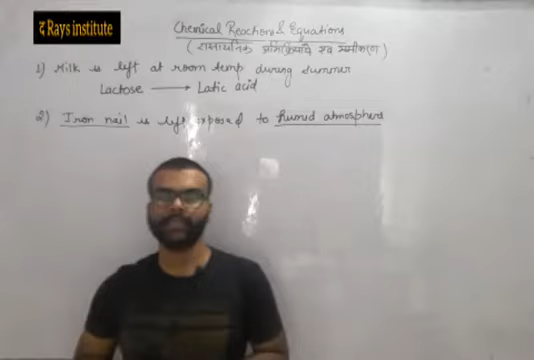 द Rays institute
Chemical Reactions & Equations
(रासायनिक अभिक्रियाएँ एवं समीकरण)
1) Milk is left at room temp during summer
Lactose → Latic acid
2) Iron nail is left exposed to humid atmosphere